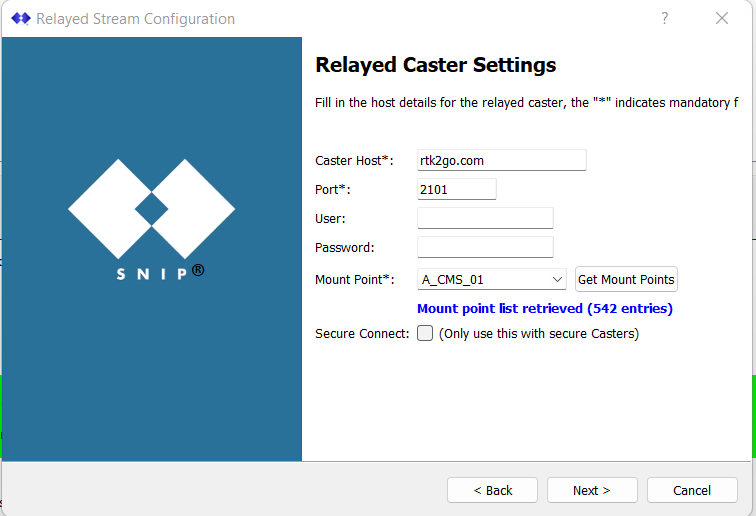 Relayed Stream Configuration
?
Relayed Caster Settings
Fill in the host details for the relayed caster, the "*" indicates mandatory f
Caster Host*: rtk2go.com
Port*: 2101
User:
Password:
Mount Point*: A_CMS_01 Get Mount Points
Mount point list retrieved (542 entries)
Secure Connect: (Only use this with secure Casters)
SNIP®
< Back Next > Cancel